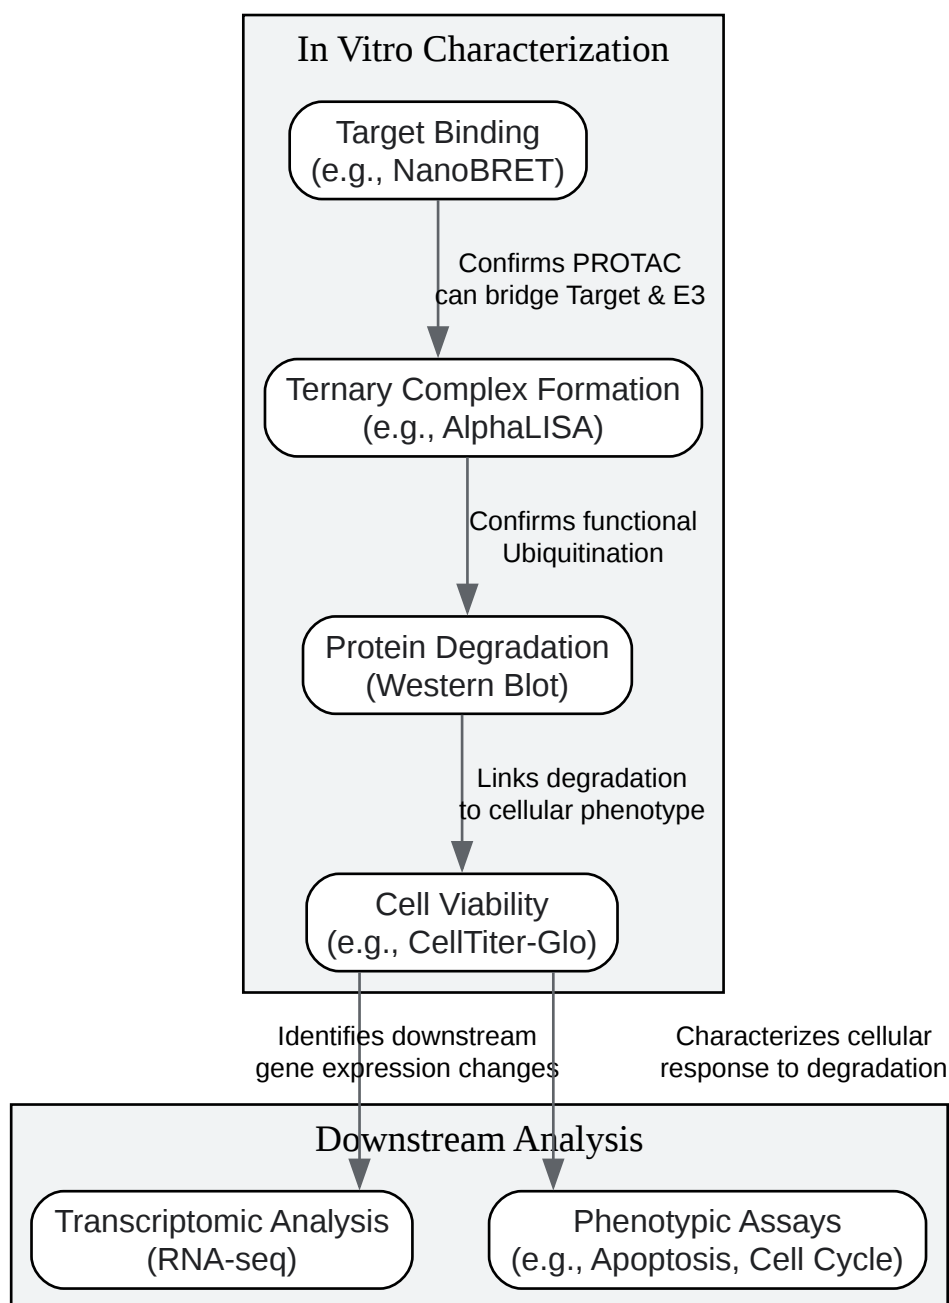 In Vitro Characterization
Target Binding
(e.g., NanoBRET)
Confirms PROTAC
can bridge Target & E3
Ternary Complex Formation
(e.g., AlphaLISA)
Confirms functional
Ubiquitination
Protein Degradation
(Western Blot)
Links degradation
to cellular phenotype
Cell Viability
(e.g., CellTiter-Glo)
Identifies downstream
gene expression changes
Characterizes cellular
response to degradation
Downstream Analysis
Transcriptomic Analysis
(RNA-seq)
Phenotypic Assays
(e.g., Apoptosis, Cell Cycle)